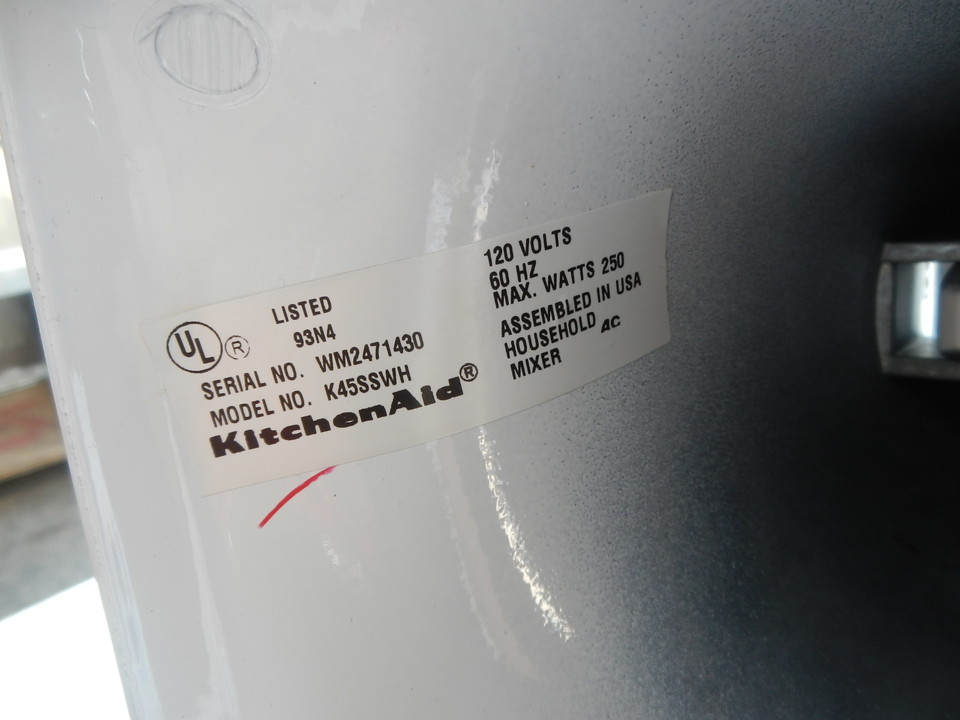 UL ® LISTED
93N4
SERIAL NO. WM2471430
MODEL NO. K45SSWH
KitchenAid®
120 VOLTS
60 HZ
MAX. WATTS 250
ASSEMBLED IN USA
HOUSEHOLD AC
MIXER